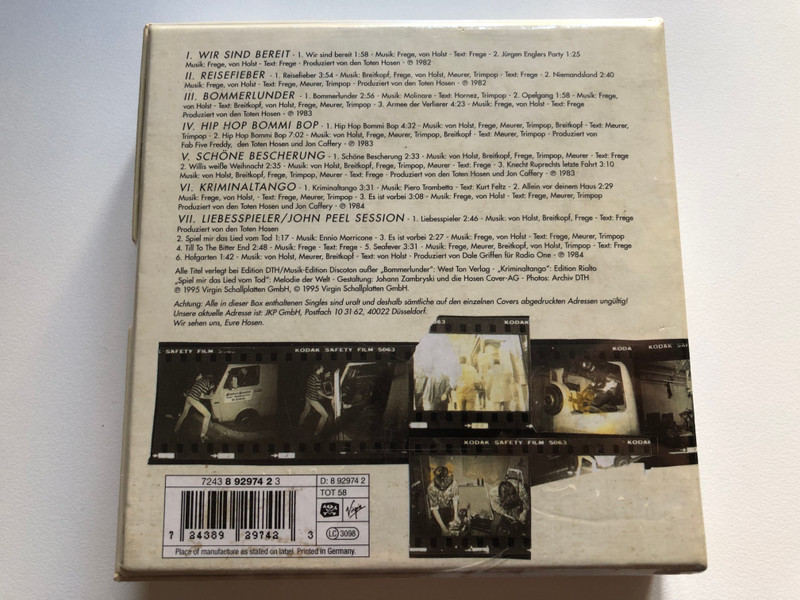 I. WIR SIND BEREIT - 1. Wir sind bereit 1:58 - Musik: Frege, von Holst - Text: Frege - 2. Jürgen Englers Party 1:25
Musik: Frege, von Holst - Text: Frege - Produziert von den Toten Hosen - ℗ 1982
II. REISEFIEBER - 1. Reisefieber 3:54 - Musik: Breitkopf, Frege, von Holst, Meurer, Trimpop - Text: Frege - 2. Niemandsland 2:40
Musik: Frege, von Holst - Text: Frege, Meurer, Trimpop - Produziert von den Toten Hosen - ℗ 1982
III. BOMMERLUNDER - 1. Bommerlunder 2:56 - Musik: Molinare - Text: Hornez, Trimpop - 2. Opelgang 1:58 - Musik: Frege,
von Holst - Text: Breitkopf, von Holst, Frege, Meurer, Trimpop - 3. Armee der Verlierer 4:23 - Musik: Frege, von Holst - Text: Frege
Produziert von den Toten Hosen - ℗ 1983
IV. HIP HOP BOMMI BOP - 1. Hip Hop Bommi Bop 4:32 - Musik: von Holst, Frege, Meurer, Trimpop, Breitkopf - Text: Meurer,
Trimpop - 2. Hip Hop Bommi Bop 7:02 - Musik: von Holst, Frege, Meurer, Trimpop, Breitkopf - Text: Meurer, Trimpop - Produziert von
Fab Five Freddy, den Toten Hosen und Jon Caffery - ℗ 1983
V. SCHÖNE BESCHERUNG - 1. Schöne Bescherung 2:33 - Musik: von Holst, Breitkopf, Frege, Trimpop, Meurer - Text: Frege
2. Willis weiße Weihnacht 2:35 - Musik: von Holst, Breitkopf, Frege, Trimpop, Meurer - Text: Frege - 3. Knecht Ruprechts letzte Fahrt 3:10
Musik: von Holst, Breitkopf, Frege, Trimpop, Meurer - Text: Frege - Produziert von den Toten Hosen und Jon Caffery - ℗ 1983
VI. KRIMINALTANGO - 1. Kriminaltango 3:31 - Musik: Piero Trombetta - Text: Kurt Feltz - 2. Allein vor deinem Haus 2:29
Musik: Frege, von Holst, - Text: Frege, Trimpop - 3. Es ist vorbei 3:08 - Musik: Frege, von Holst - Text: Frege, Meurer, Trimpop
Produziert von den Toten Hosen und Jon Caffery - ℗ 1984
VII. LIEBESSPIELER/JOHN PEEL SESSION - 1. Liebesspieler 2:46 - Musik: von Holst, Breitkopf, Frege - Text: Frege
Produziert von den Toten Hosen
2. Spiel mir das Lied vom Tod 1:17 - Musik: Ennio Morricone - 3. Es ist vorbei 2:27 - Musik: Frege, von Holst - Text: Frege, Meurer, Trimpop
4. Till To The Bitter End 2:48 - Musik: Frege - Text: Frege - 5. Seafever 3:31 - Musik: Frege, Meurer, Breitkopf, von Holst, Trimpop - Text: Frege
6. Hofgarten 1:42 - Musik: von Holst, Meurer, Breitkopf - Text: von Holst - Produziert von Dale Griffen für Radio One - ℗ 1984
Alle Titel verlegt bei Edition DTH/Musik-Edition Discoton außer „Bommerlunder": West Ton Verlag - „Kriminaltango": Edition Rialto
„Spiel mir das Lied vom Tod": Melodie der Welt - Gestaltung: Johann Zambryski und die Hosen Cover-AG - Photos: Archiv DTH
℗ 1995 Virgin Schallplatten GmbH, © 1995 Virgin Schallplatten GmbH.
Achtung: Alle in dieser Box enthaltenen Singles sind uralt und deshalb sämtliche auf den einzelnen Covers abgedruckten Adressen ungültig!
Unsere aktuelle Adresse ist: JKP GmbH, Postfach 10 31 62, 40022 Düsseldorf.
Wir sehen uns, Eure Hosen.
SAFETY FILM 5063
KODAK SAFETY FILM 5063
KODAK
KODA
KODAK SAF
KODAK SAFETY FILM 5063
KODAK
7243 8 92974 2 3
D: 8 92974 2
TOT 58
Virgin
LC 3098
7 24389 29742 3
Place of manufacture as stated on label. Printed in Germany.